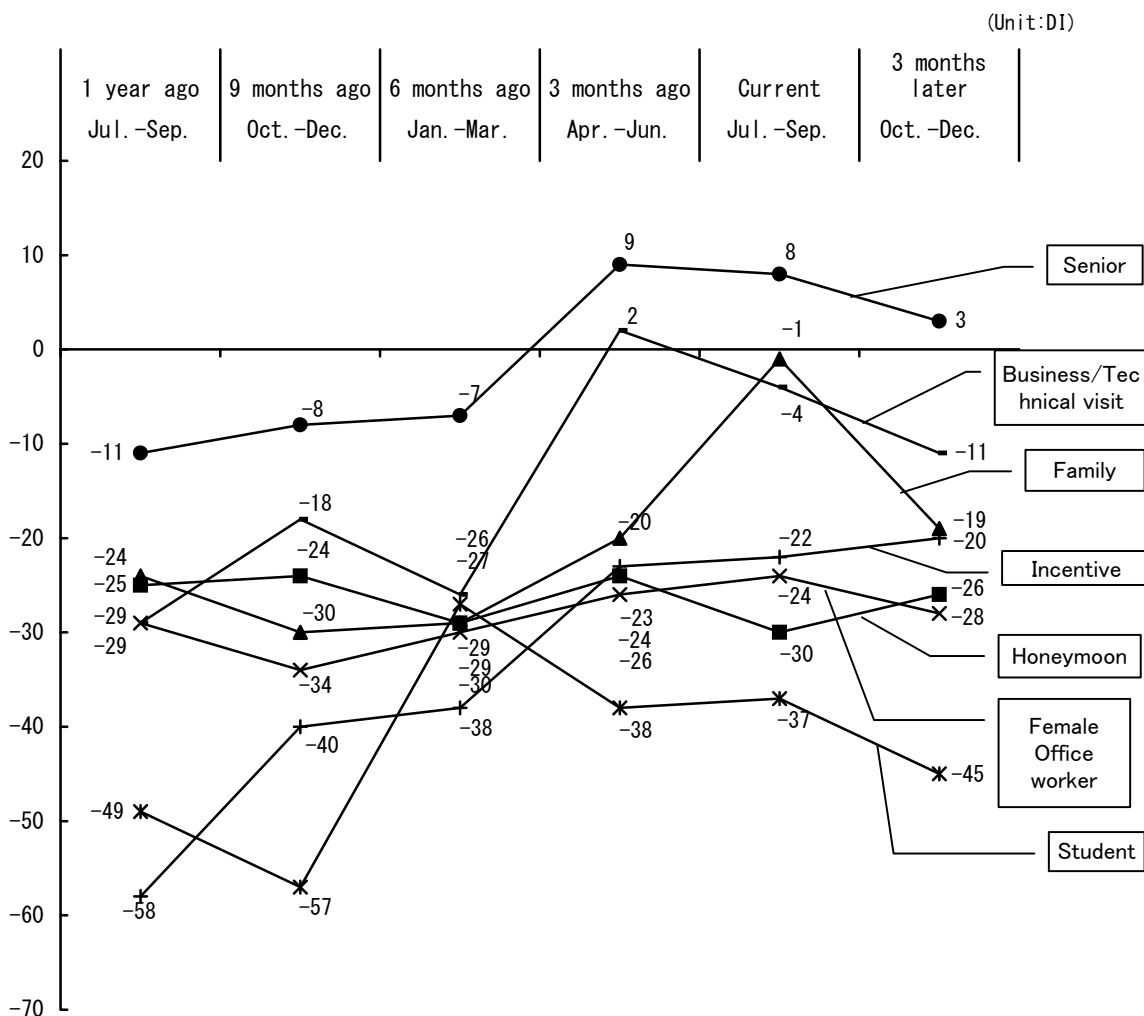 (Unit:DI)
1 year ago
Jul.-Sep.
9 months ago
Oct.-Dec.
6 months ago
Jan.-Mar.
3 months ago
Apr.-Jun.
Current
Jul.-Sep.
3 months
later
Oct.-Dec.
20
10
0
-10
-20
-30
-40
-50
-60
-70
-11
-24
-25
-29
-29
-49
-58
-8
-18
-24
-30
-34
-40
-57
-7
-26
-27
-29
-29
-30
-38
9
2
-20
-23
-24
-26
-38
8
-1
-4
-22
-24
-30
-37
3
-11
-19
-20
-26
-28
-45
Senior
Business/Tec
hnical visit
Family
Incentive
Honeymoon
Female
Office
worker
Student